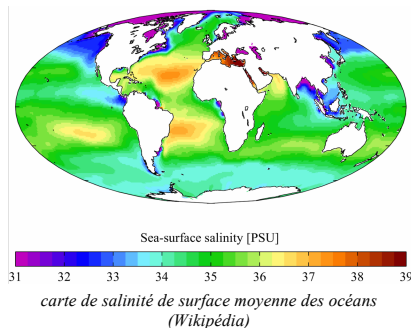 Sea-surface salinity [PSU]
31 32 33 34 35 36 37 38 39
carte de salinité de surface moyenne des océans
(Wikipédia)